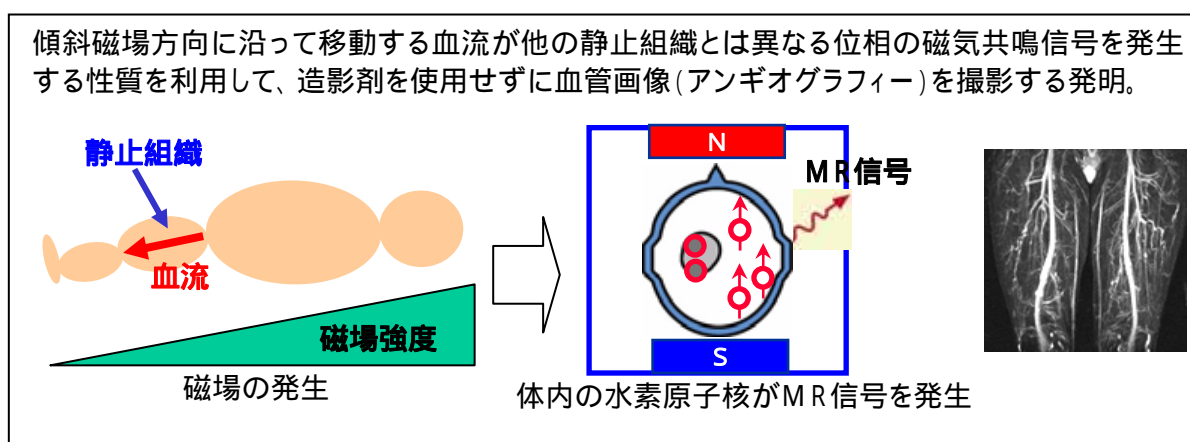 傾斜磁場方向に沿って移動する血流が他の静止組織とは異なる位相の磁気共鳴信号を発生
する性質を利用して、造影剤を使用せずに血管画像(アンギオグラフィー)を撮影する発明。
静止組織
血流
磁場強度
磁場の発生
N
MR信号
S
体内の水素原子核がMR信号を発生